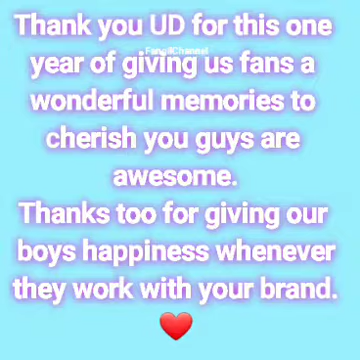 Thank you UD for this one
year of giving us fans a
wonderful memories to
cherish you guys are
awesome.
Thanks too for giving our
boys happiness whenever
they work with your brand.
❤️